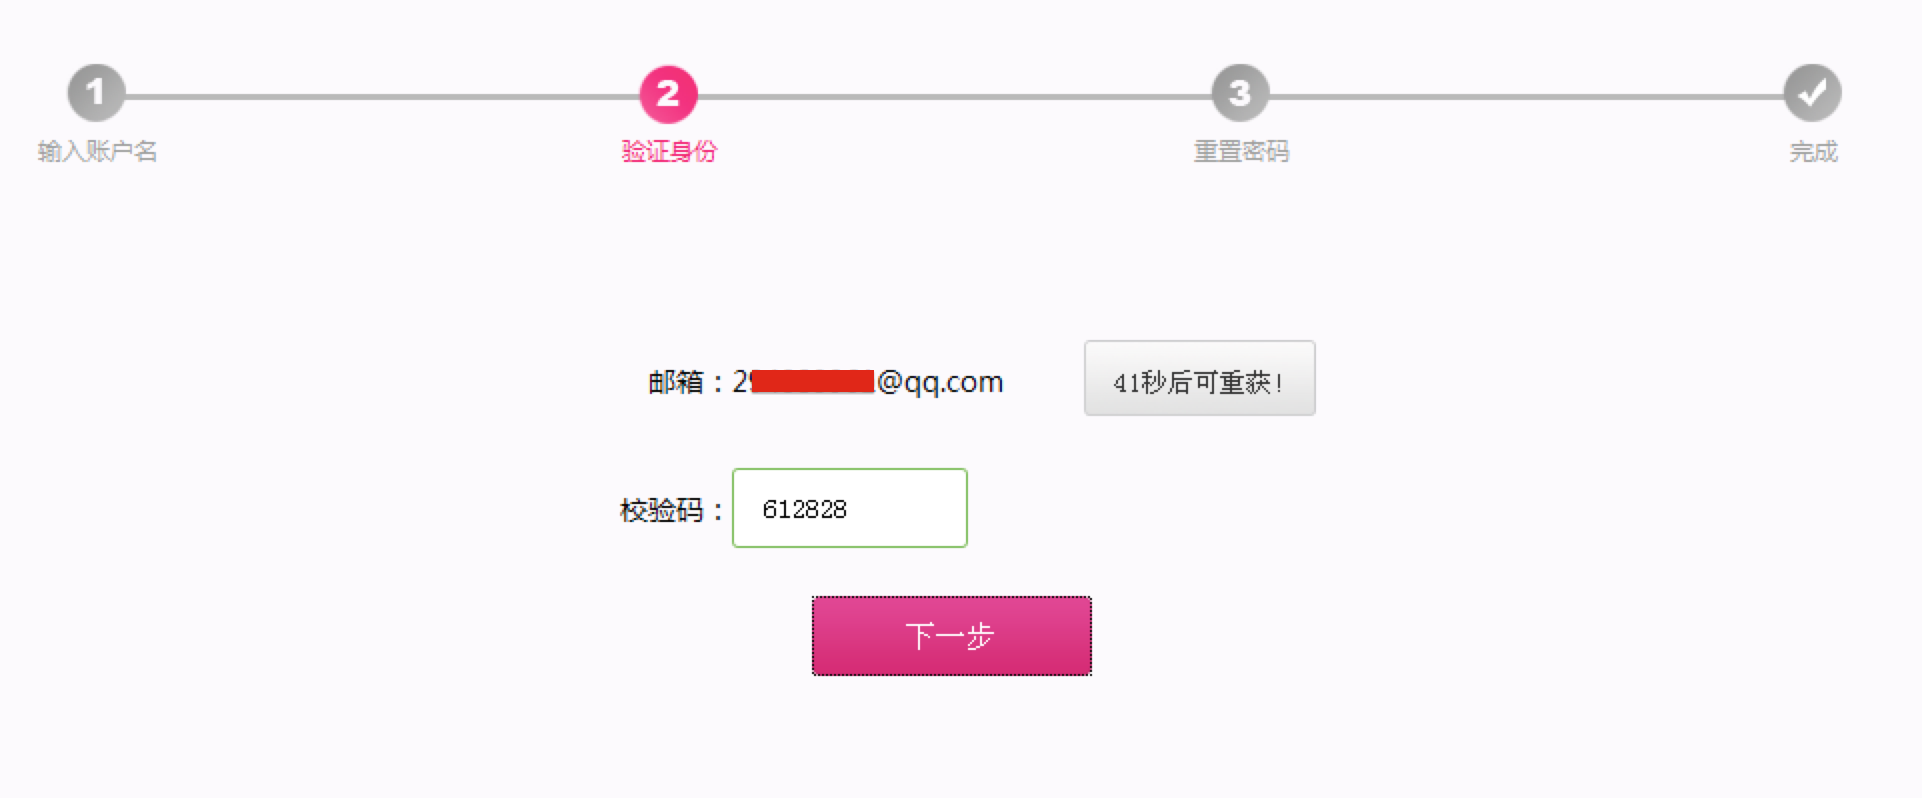 1 2 3
输入账户名 验证身份 重置密码 完成
邮箱：2 @qq.com 41秒后可重获!
校验码：612828
下一步